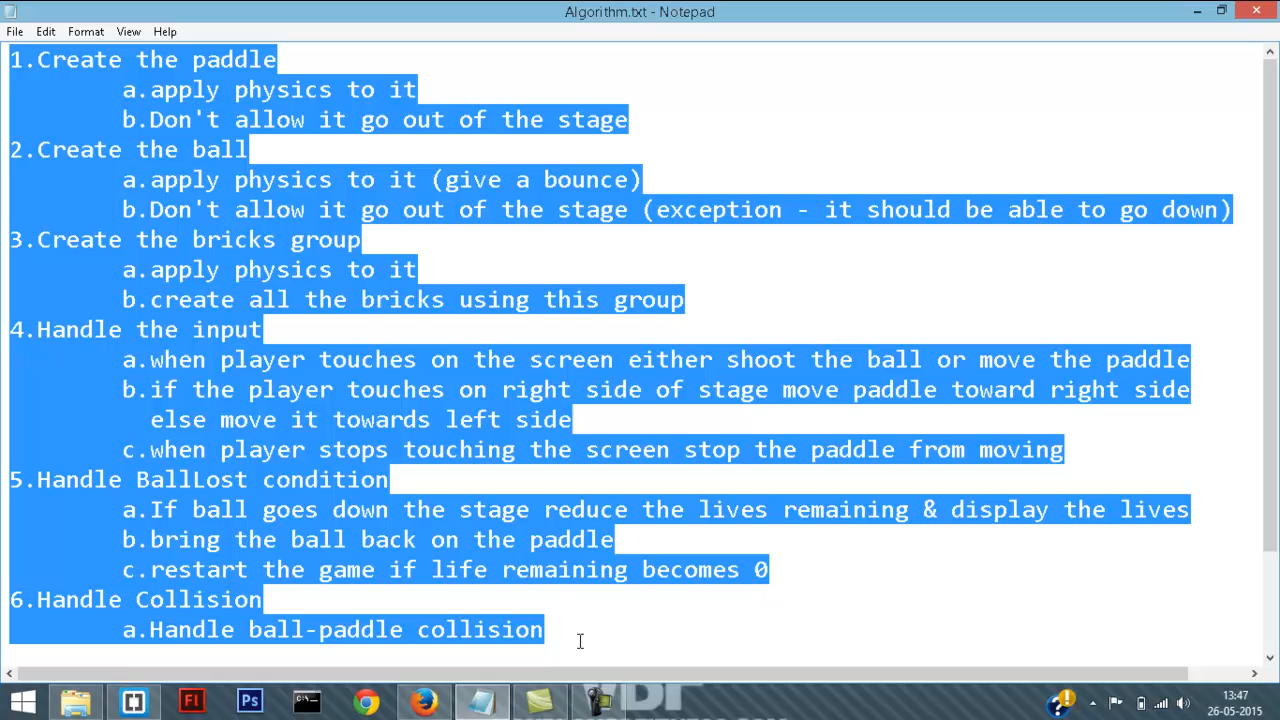 Algorithm.txt - Notepad
File Edit Format View Help
1.Create the paddle
a.apply physics to it
b.Don't allow it go out of the stage
2.Create the ball
a.apply physics to it (give a bounce)
b.Don't allow it go out of the stage (exception - it should be able to go down)
3.Create the bricks group
a.apply physics to it
b.create all the bricks using this group
4.Handle the input
a.when player touches on the screen either shoot the ball or move the paddle
b.if the player touches on right side of stage move paddle toward right side
else move it towards left side
c.when player stops touching the screen stop the paddle from moving
5.Handle BallLost condition
a.If ball goes down the stage reduce the lives remaining & display the lives
b.bring the ball back on the paddle
c.restart the game if life remaining becomes 0
6.Handle Collision
a.Handle ball-paddle collision
Fl
Ps
13:47
26-05-2015